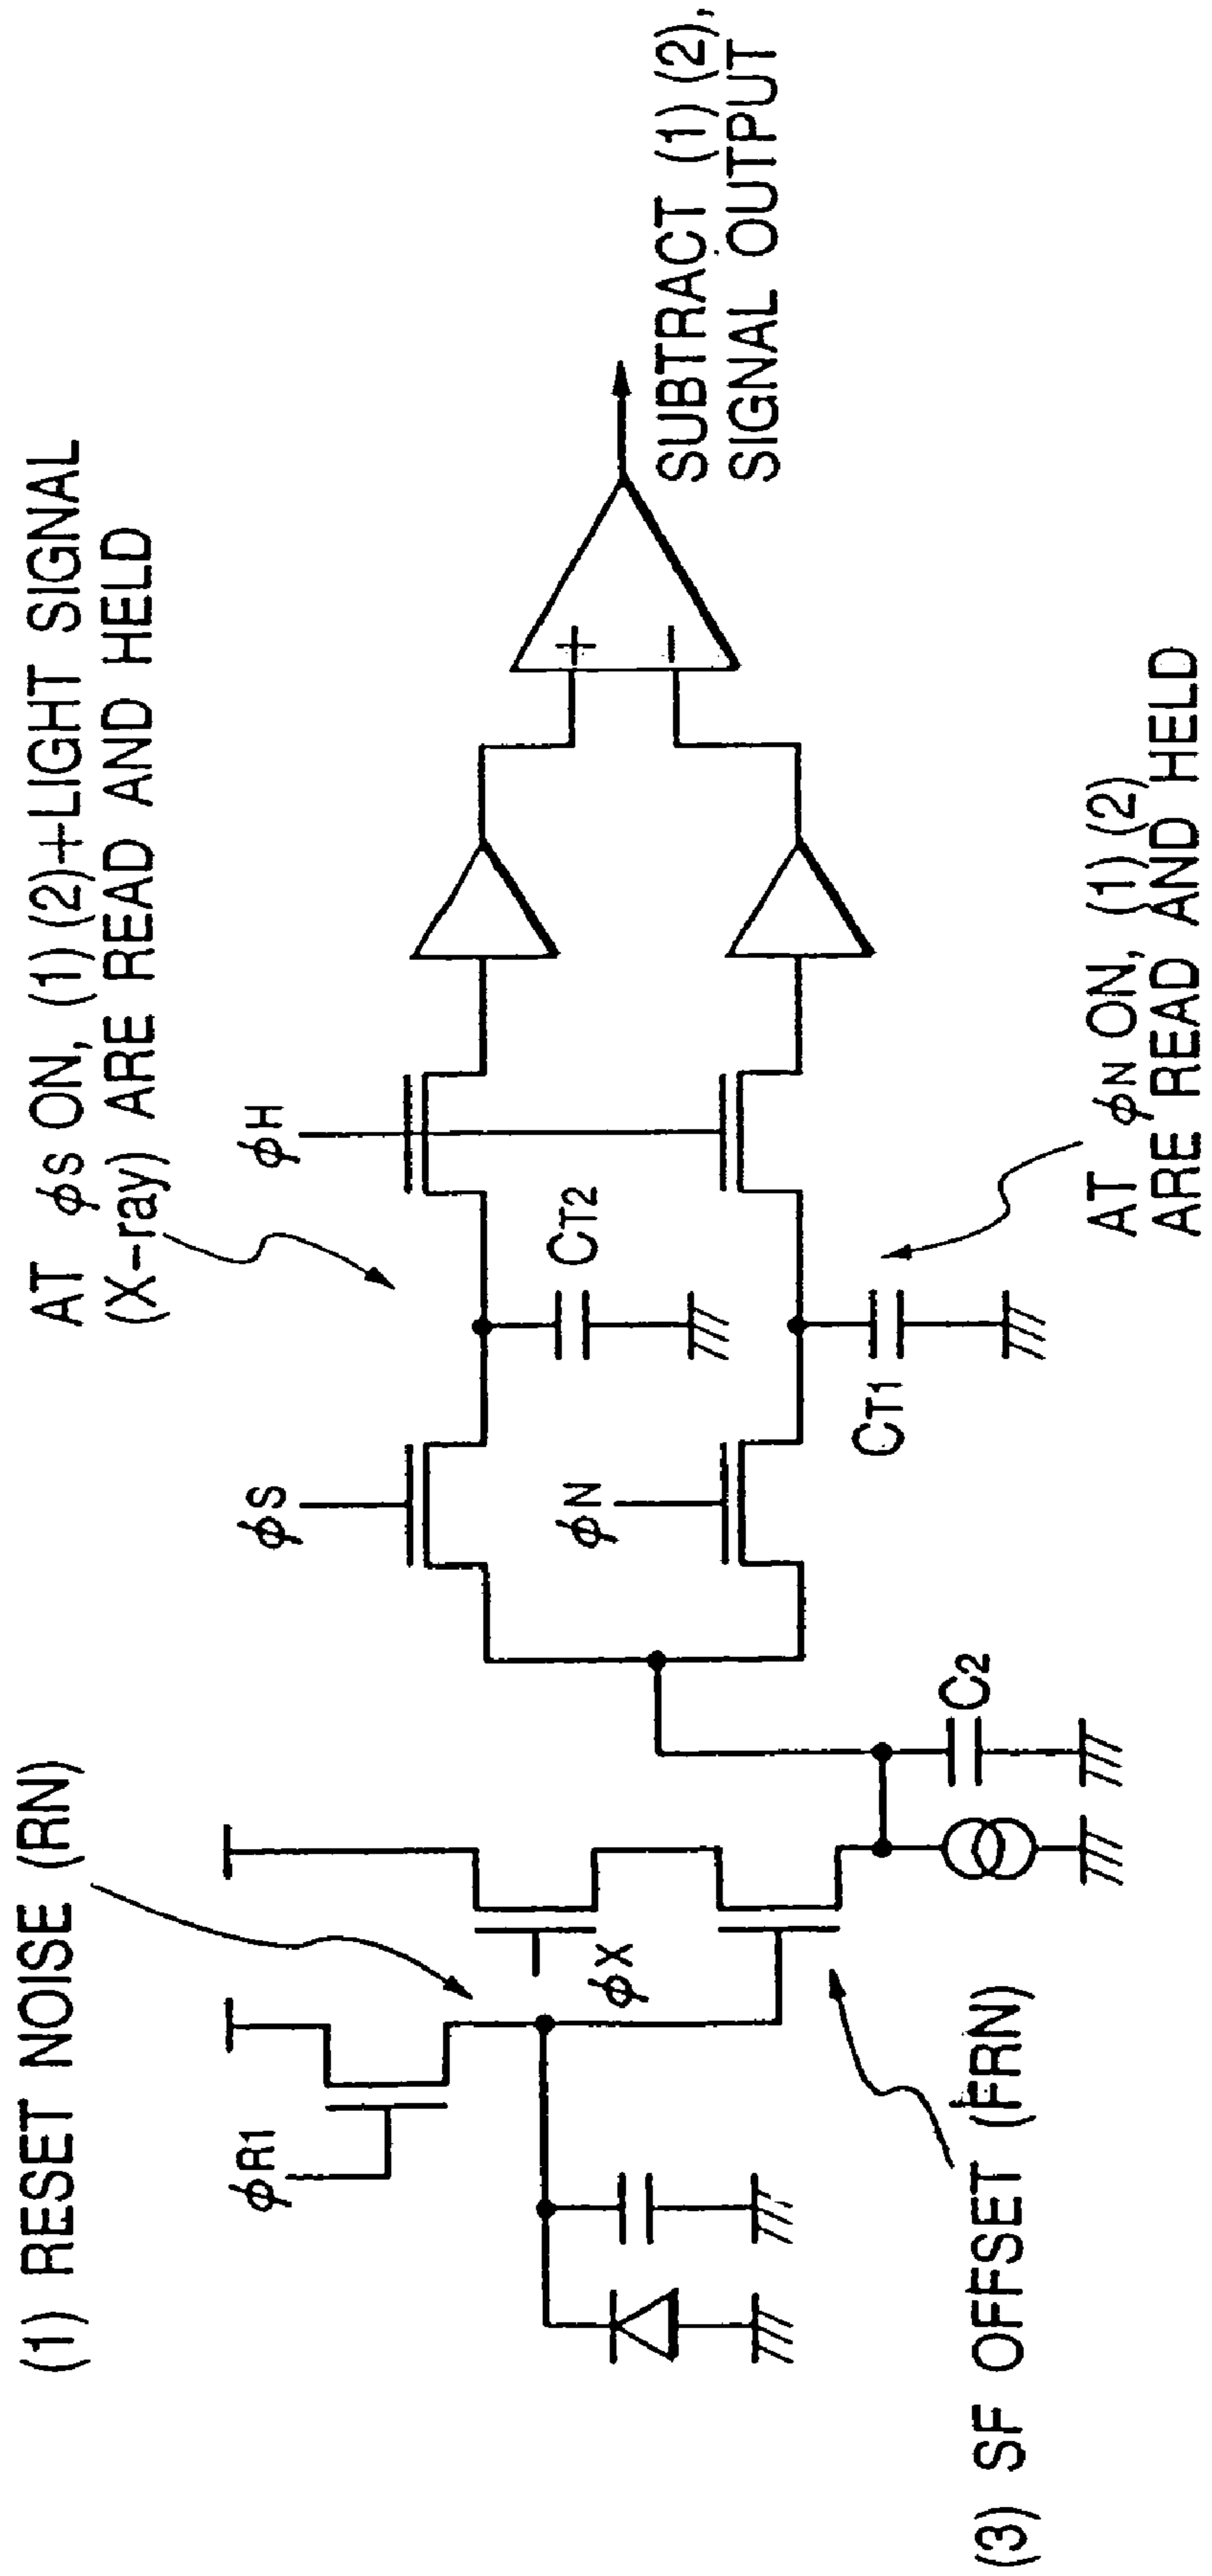 (1) RESET NOISE (RN)
AT ϕS ON, (1) (2)+LIGHT SIGNAL
(X-ray) ARE READ AND HELD
ϕR1
ϕX
ϕS
ϕH
ϕN
CT2
CT1
C2
+
−
SUBTRACT (1) (2),
SIGNAL OUTPUT
(3) SF OFFSET (FRN)
AT ϕN ON, (1) (2)
ARE READ AND HELD